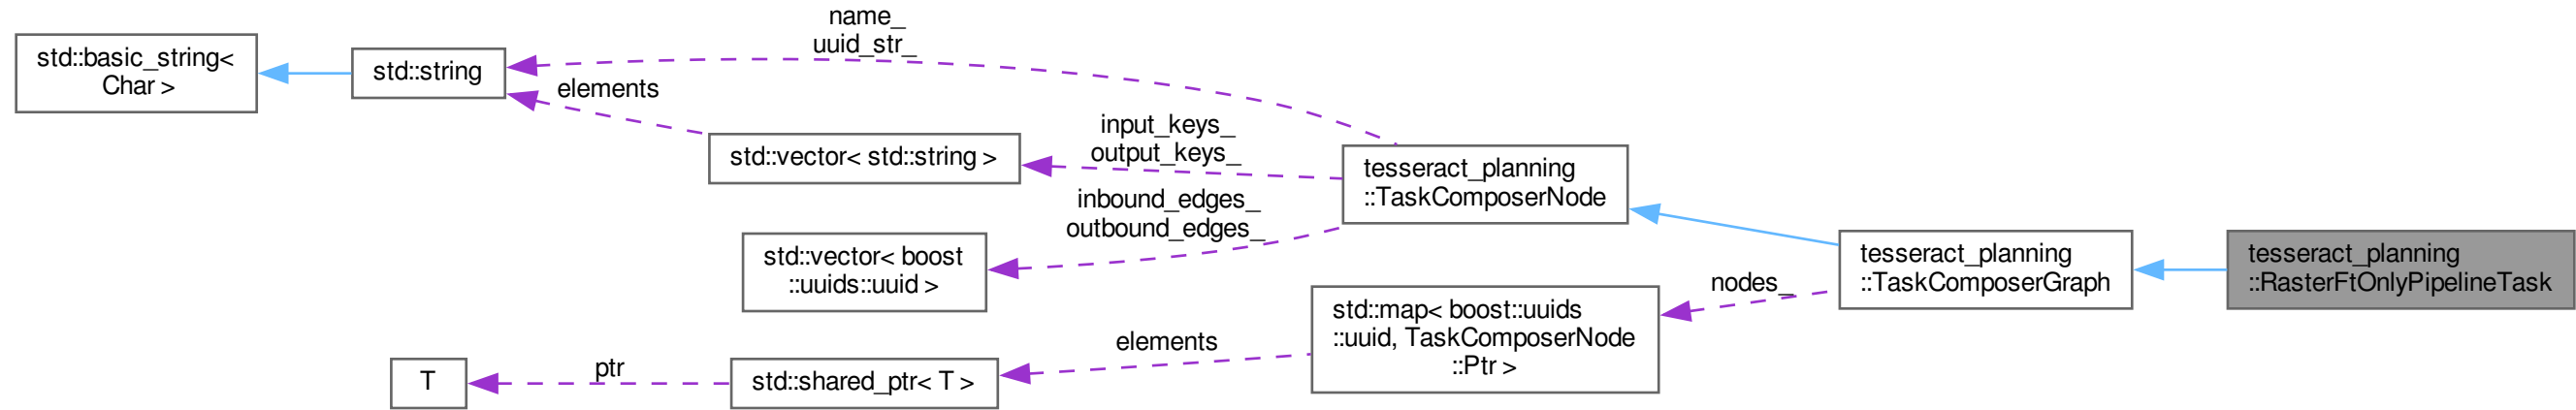 name_
uuid_str_
std::basic_string<
Char >
std::string
elements
input_keys_
output_keys_
std::vector< std::string >
tesseract_planning
::TaskComposerNode
inbound_edges_
outbound_edges_
std::vector< boost
::uuids::uuid >
tesseract_planning
::TaskComposerGraph
tesseract_planning
::RasterFtOnlyPipelineTask
nodes_
std::map< boost::uuids
::uuid, TaskComposerNode
::Ptr >
elements
T
ptr
std::shared_ptr< T >